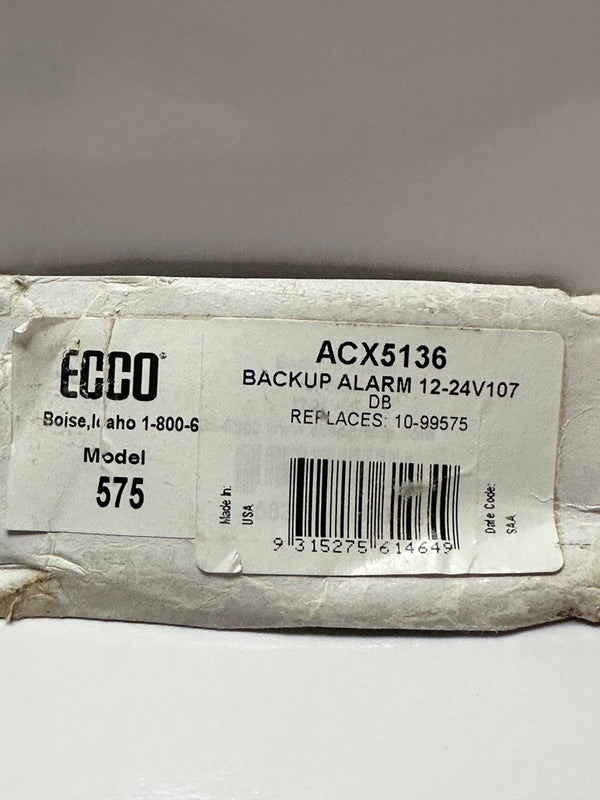 ECCO®
Boise,Idaho 1-800-6
Model
575
ACX5136
BACKUP ALARM 12-24V107
DB
REPLACES: 10-99575
Made In:
USA
9 315275 614649
Date Code:
SAA